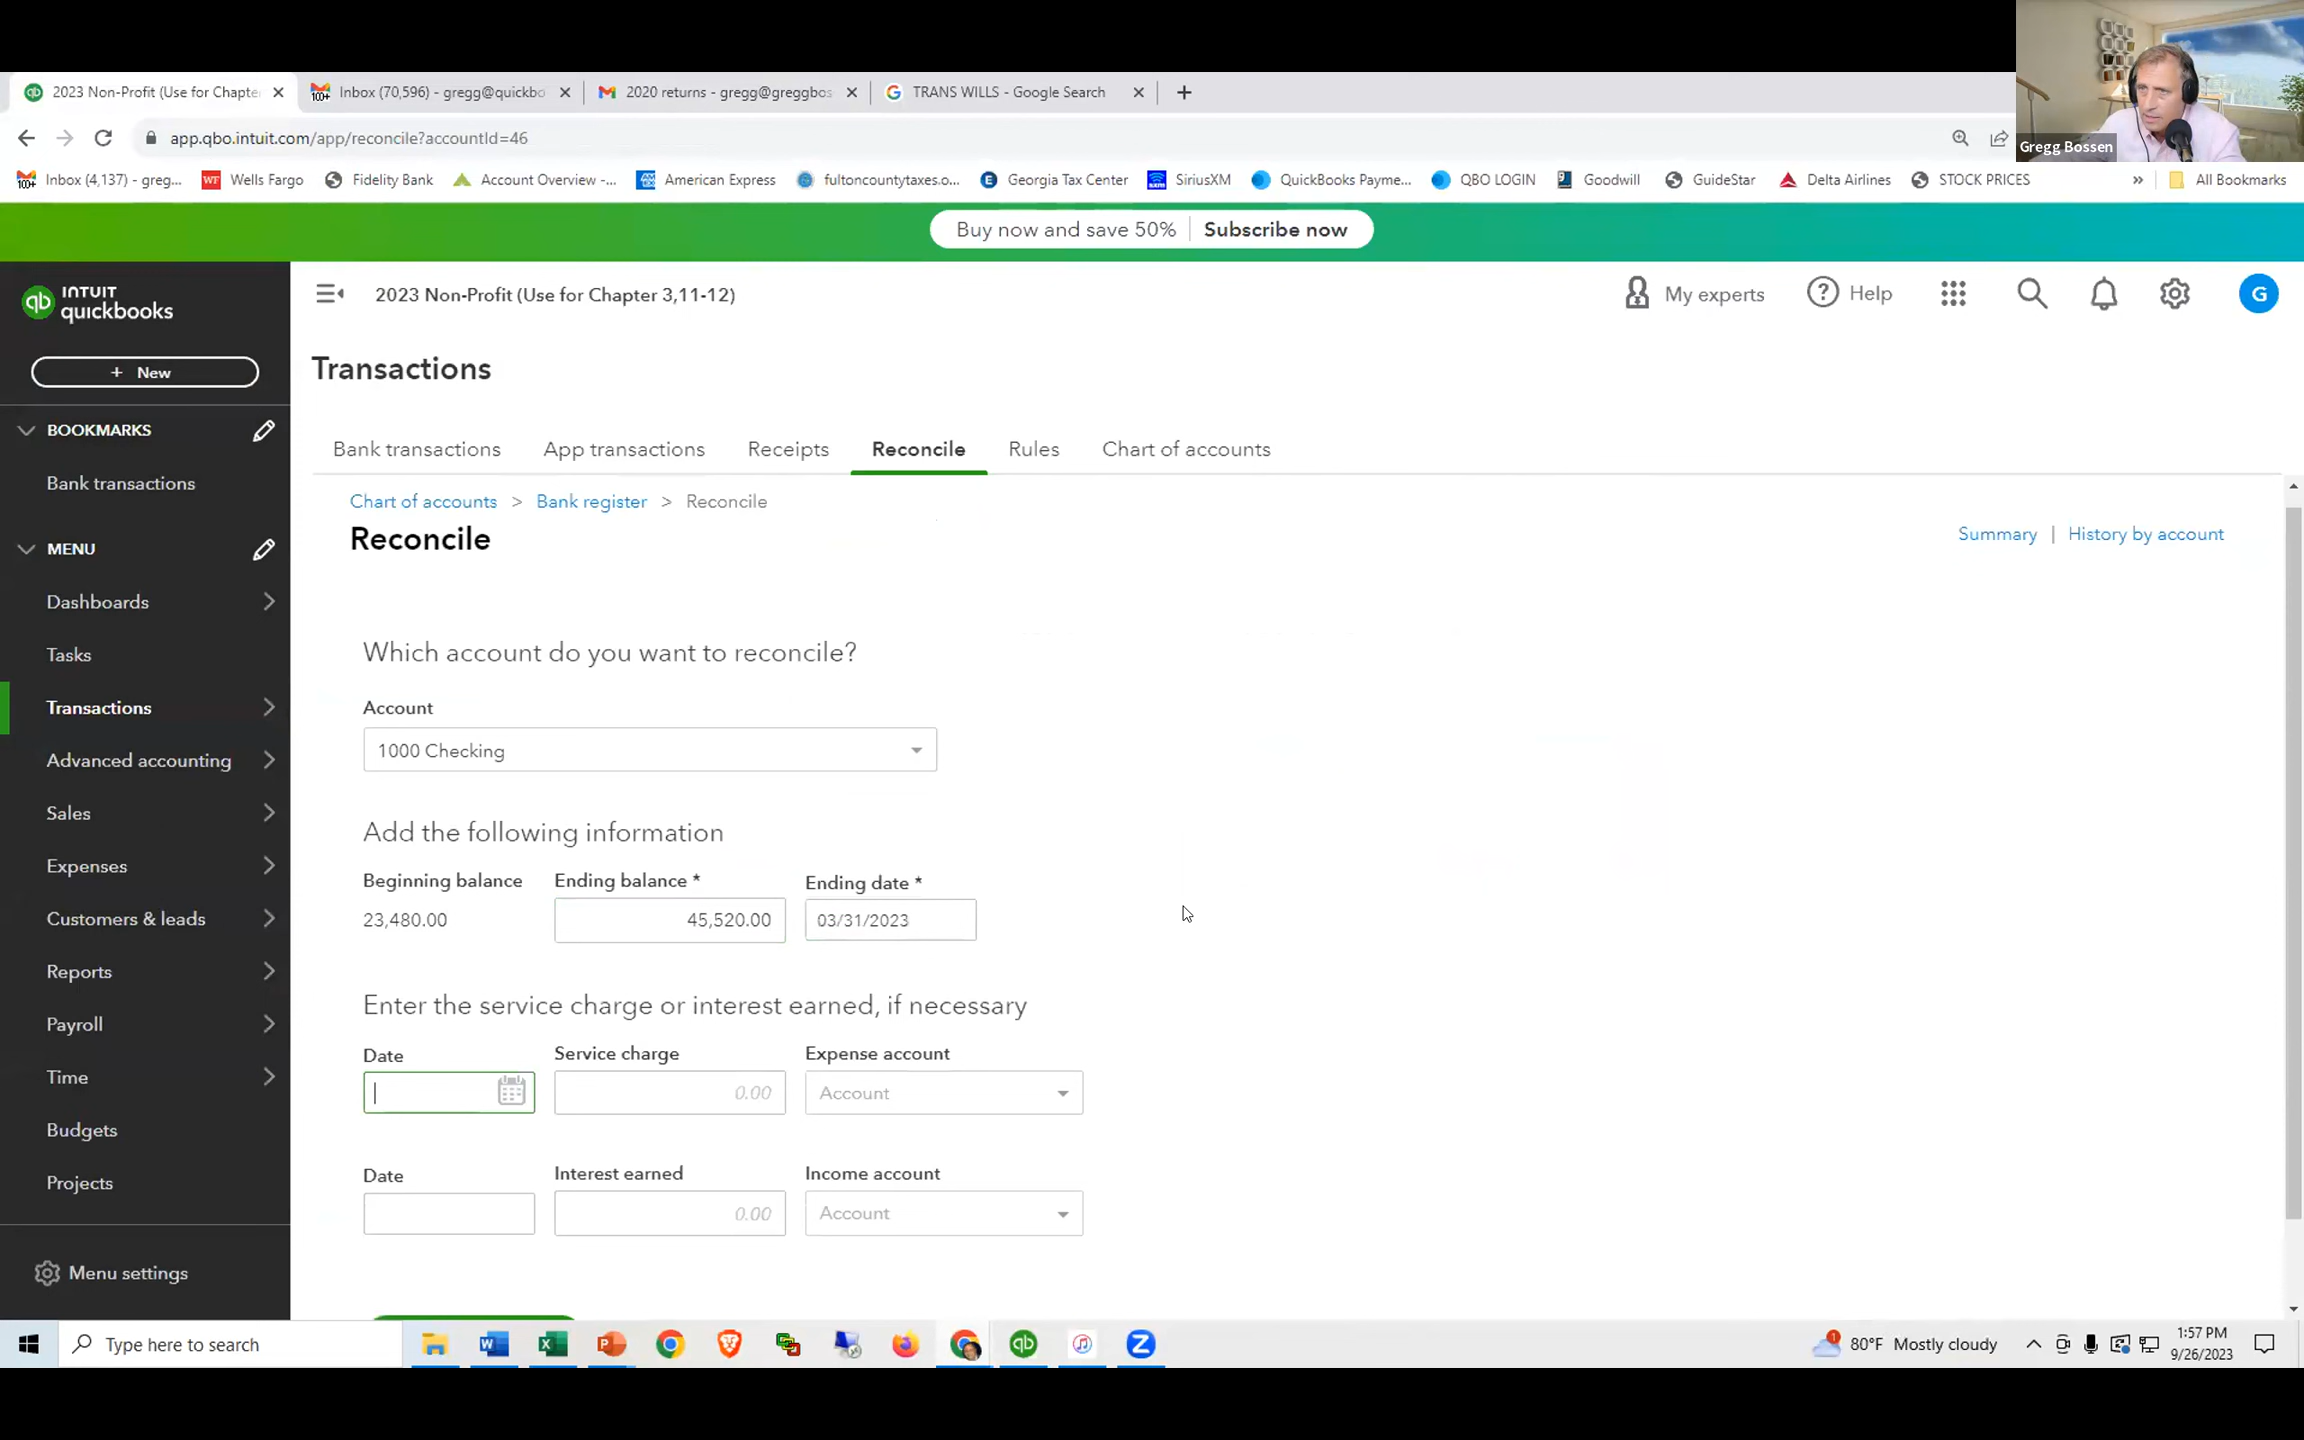 2023 Non-Profit (Use for Chapte
Inbox (70,596) - gregg@quickbo
2020 returns - gregg@greggbos
TRANS WILLS - Google Search
app.qbo.intuit.com/app/reconcile?accountId=46
Gregg Bossen
Inbox (4,137) - greg...
Wells Fargo
Fidelity Bank
Account Overview -...
American Express
fultoncountytaxes.o...
Georgia Tax Center
SiriusXM
QuickBooks Payme...
QBO LOGIN
Goodwill
GuideStar
Delta Airlines
STOCK PRICES
»
All Bookmarks
Buy now and save 50% | Subscribe now
qb INTUIT
quickbooks
2023 Non-Profit (Use for Chapter 3,11-12)
My experts
Help
G
+ New
Transactions
BOOKMARKS
Bank transactions
Bank transactions
App transactions
Receipts
Reconcile
Rules
Chart of accounts
Chart of accounts > Bank register > Reconcile
Reconcile
Summary | History by account
MENU
Dashboards
Tasks
Transactions
Advanced accounting
Sales
Expenses
Customers & leads
Reports
Payroll
Time
Budgets
Projects
Menu settings
Which account do you want to reconcile?
Account
1000 Checking
Add the following information
Beginning balance Ending balance * Ending date *
23,480.00 45,520.00 03/31/2023
Enter the service charge or interest earned, if necessary
Date Service charge Expense account
0.00 Account
Date Interest earned Income account
0.00 Account
Type here to search
80°F Mostly cloudy
1:57 PM
9/26/2023